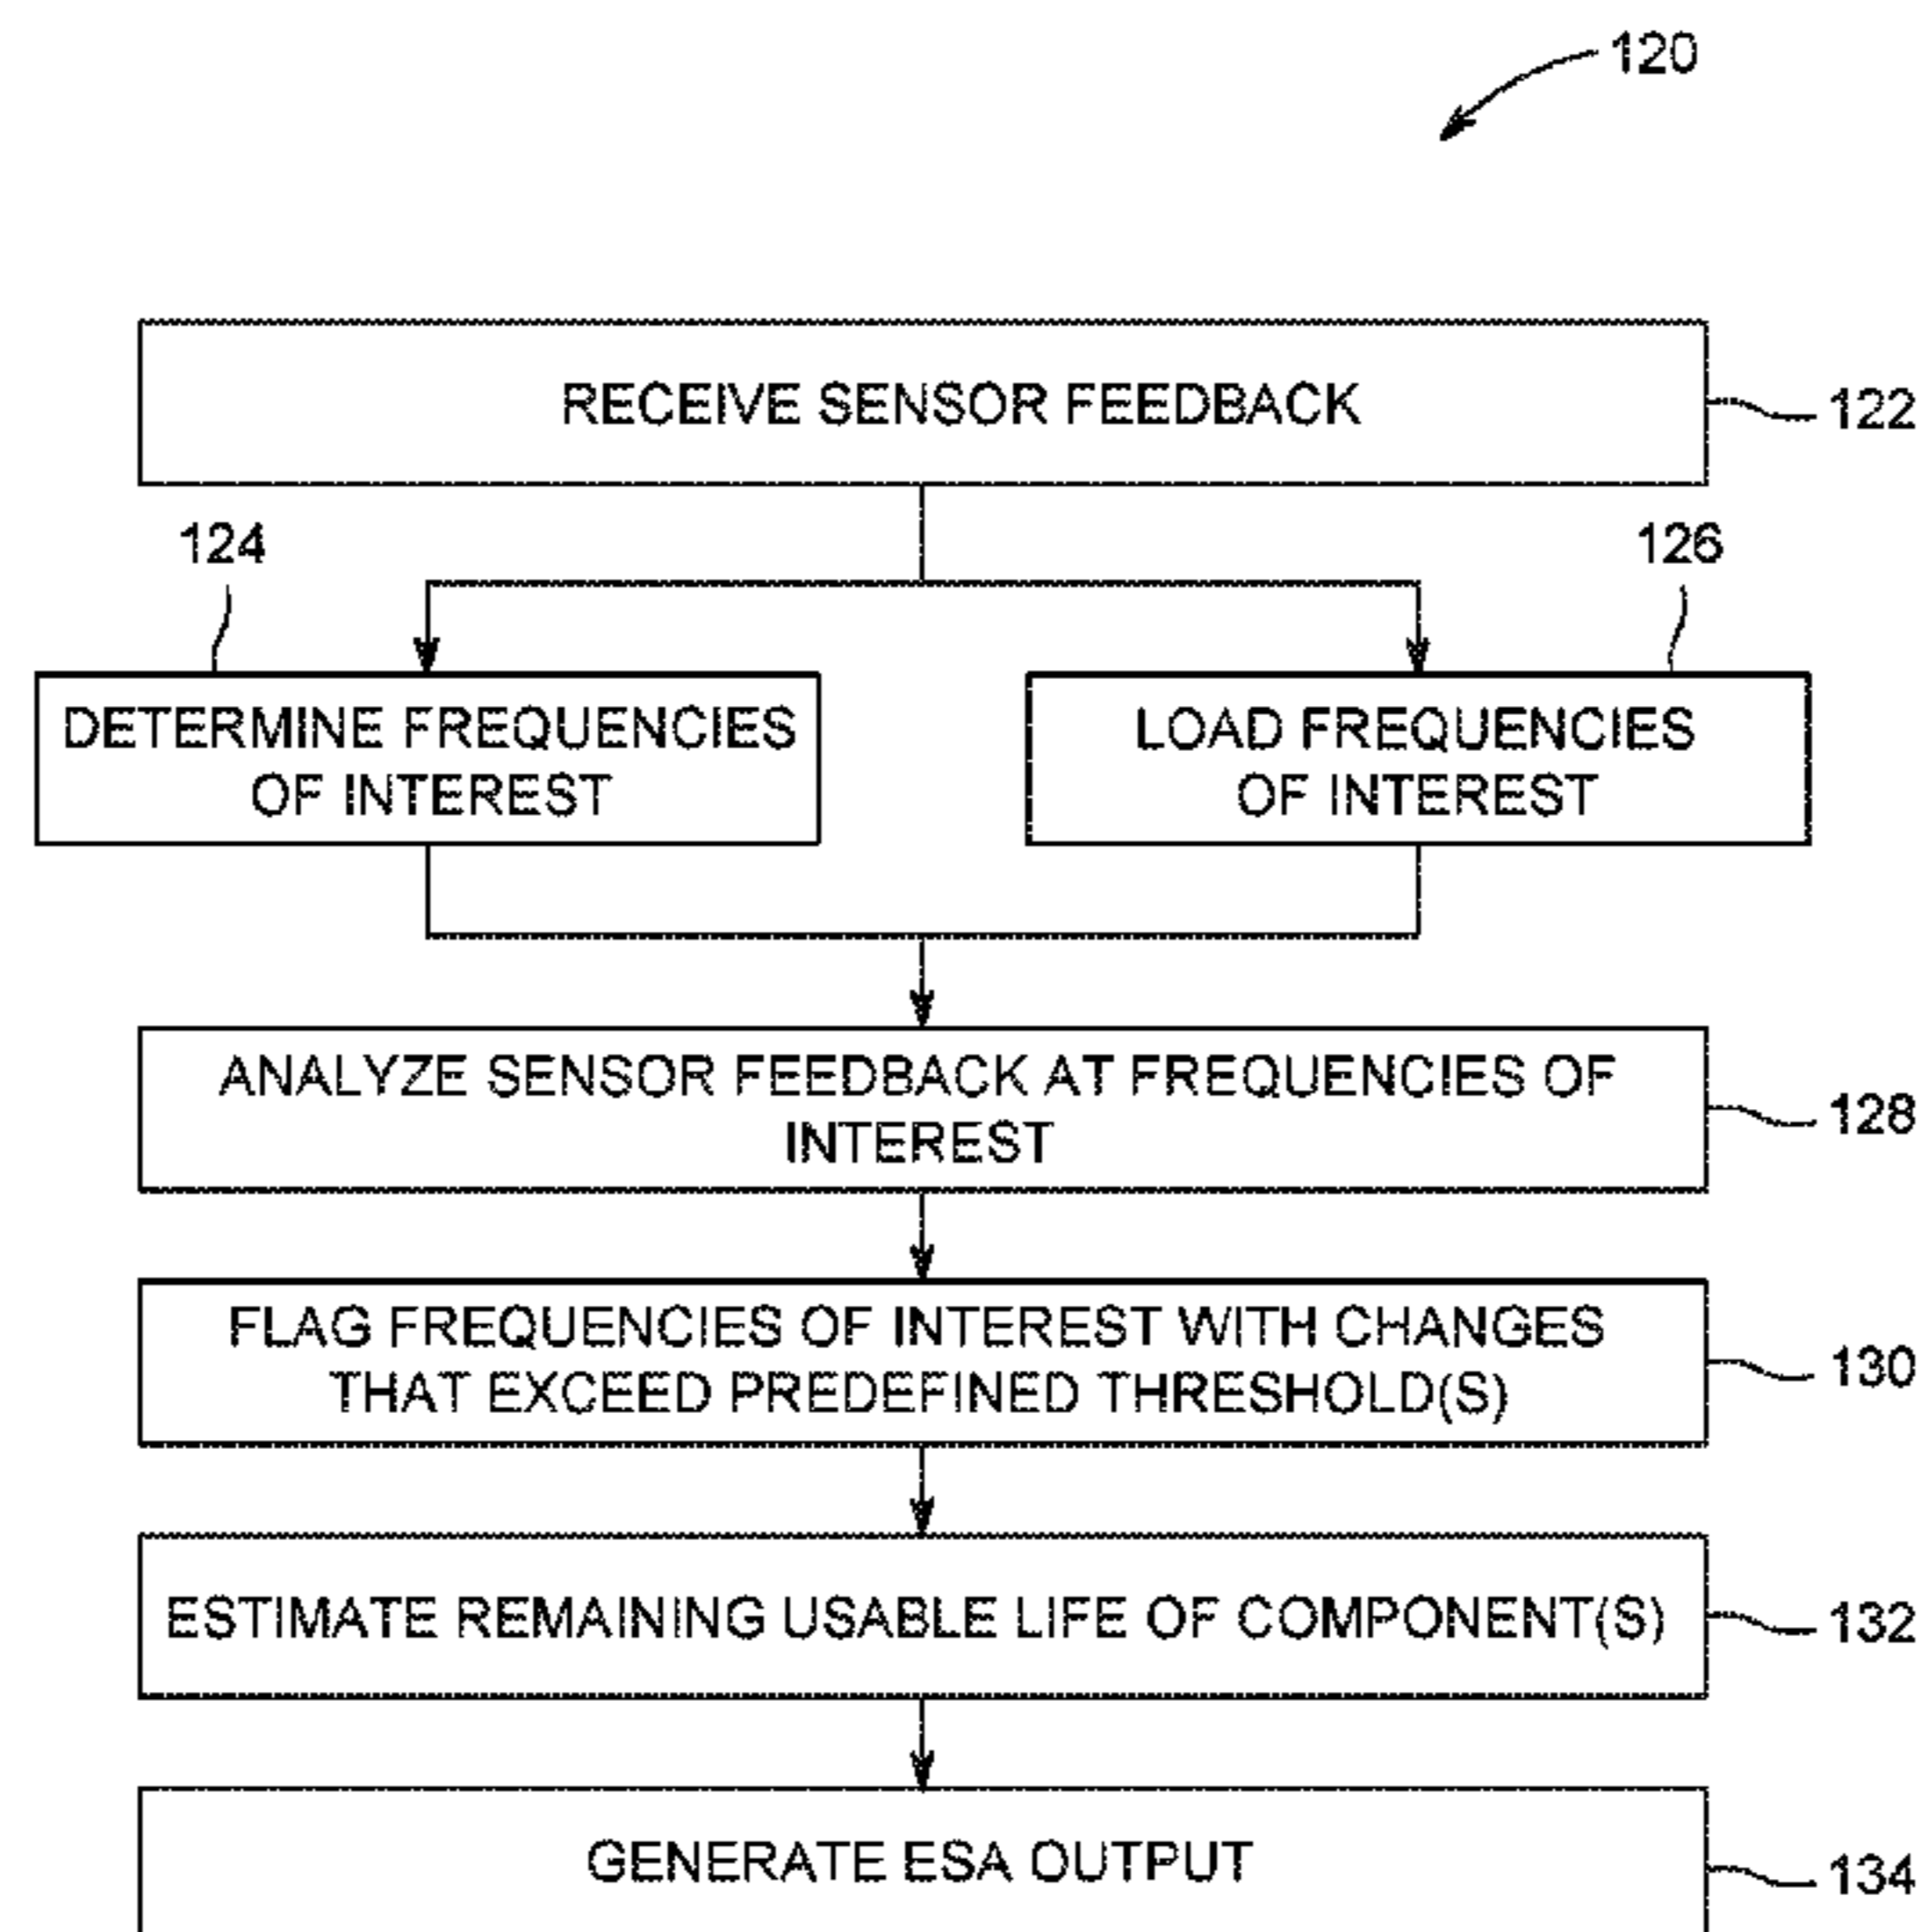 120
RECEIVE SENSOR FEEDBACK
122
124
126
DETERMINE FREQUENCIES
OF INTEREST
LOAD FREQUENCIES
OF INTEREST
ANALYZE SENSOR FEEDBACK AT FREQUENCIES OF
INTEREST
128
FLAG FREQUENCIES OF INTEREST WITH CHANGES
THAT EXCEED PREDEFINED THRESHOLD(S)
130
ESTIMATE REMAINING USABLE LIFE OF COMPONENT(S)
132
GENERATE ESA OUTPUT
134